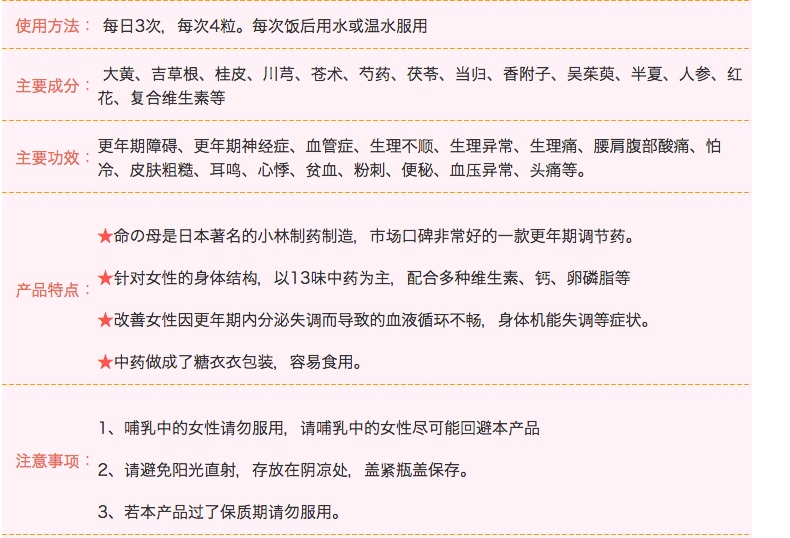 使用方法： 每日3次，每次4粒。每次饭后用水或温水服用
主要成分： 大黄、吉草根、桂皮、川芎、苍术、芍药、茯苓、当归、香附子、吴茱萸、半夏、人参、红
花、复合维生素等
主要功效： 更年期障碍、更年期神经症、血管症、生理不顺、生理异常、生理痛、腰肩腹部酸痛、怕
冷、皮肤粗糙、耳鸣、心悸、贫血、粉刺、便秘、血压异常、头痛等。
产品特点：
★命の母是日本著名的小林制药制造，市场口碑非常好的一款更年期调节药。
★针对女性的身体结构，以13味中药为主，配合多种维生素、钙、卵磷脂等
★改善女性因更年期内分泌失调而导致的血液循环不畅，身体机能失调等症状。
★中药做成了糖衣衣包装，容易食用。
注意事项：
1、哺乳中的女性请勿服用，请哺乳中的女性尽可能回避本产品
2、请避免阳光直射，存放在阴凉处，盖紧瓶盖保存。
3、若本产品过了保质期请勿服用。